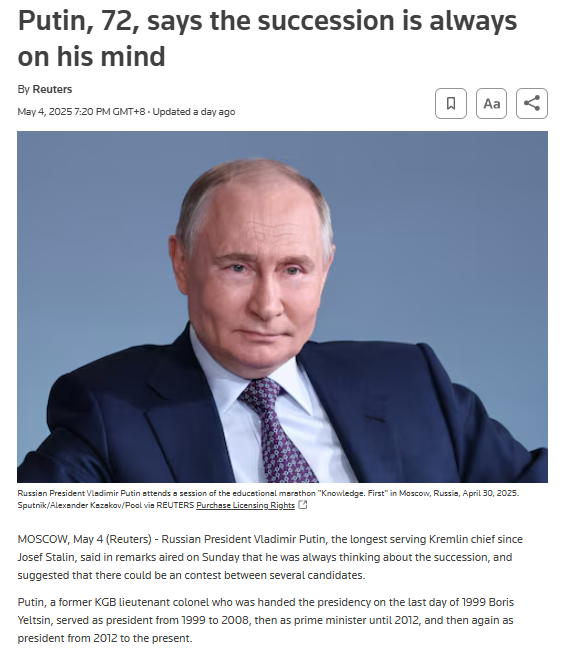 Putin, 72, says the succession is always
on his mind
By Reuters
May 4, 2025 7:20 PM GMT+8 · Updated a day ago
Aa
Russian President Vladimir Putin attends a session of the educational marathon "Knowledge. First" in Moscow, Russia, April 30, 2025.
Sputnik/Alexander Kazakov/Pool via REUTERS Purchase Licensing Rights
MOSCOW, May 4 (Reuters) - Russian President Vladimir Putin, the longest serving Kremlin chief since
Josef Stalin, said in remarks aired on Sunday that he was always thinking about the succession, and
suggested that there could be an contest between several candidates.
Putin, a former KGB lieutenant colonel who was handed the presidency on the last day of 1999 Boris
Yeltsin, served as president from 1999 to 2008, then as prime minister until 2012, and then again as
president from 2012 to the present.